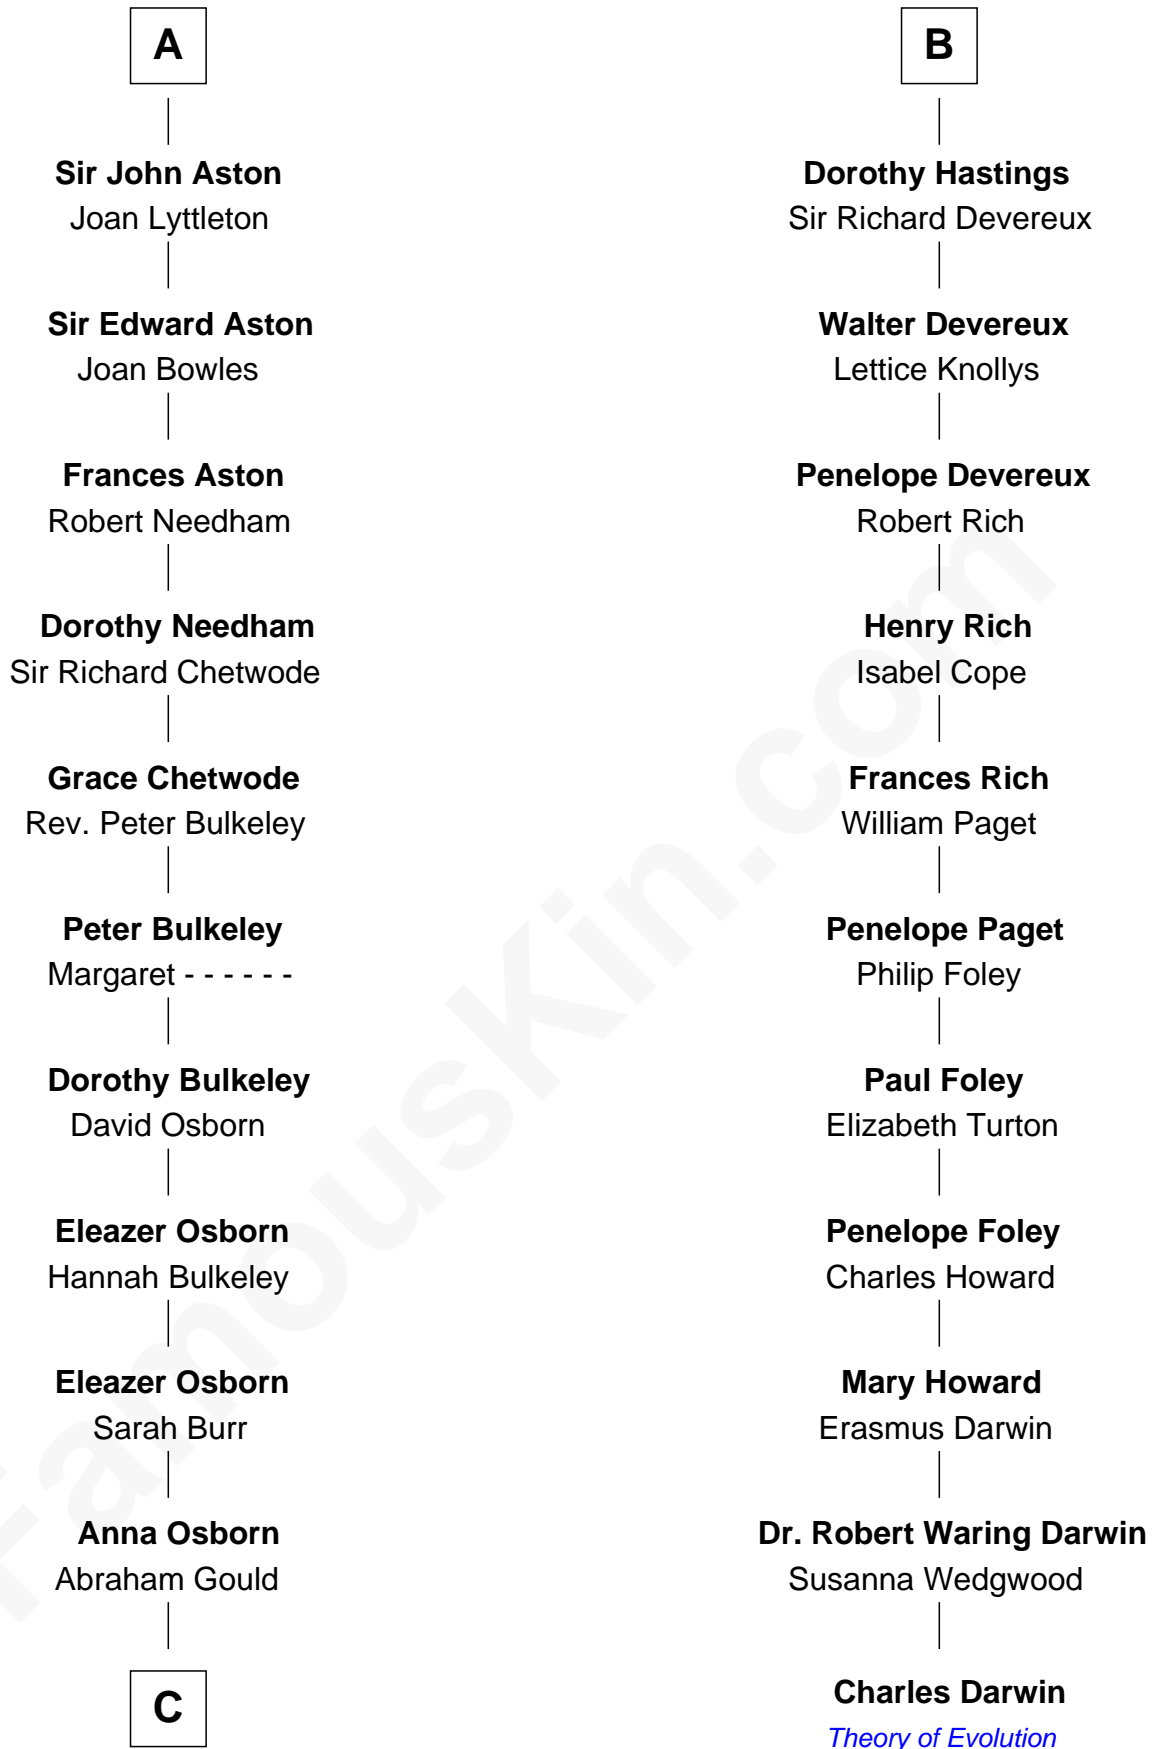 A
Sir John Aston
Joan Lyttleton
Sir Edward Aston
Joan Bowles
Frances Aston
Robert Needham
Dorothy Needham
Sir Richard Chetwode
Grace Chetwode
Rev. Peter Bulkeley
Peter Bulkeley
Margaret - - - - - -
Dorothy Bulkeley
David Osborn
Eleazer Osborn
Hannah Bulkeley
Eleazer Osborn
Sarah Burr
Anna Osborn
Abraham Gould
C
B
Dorothy Hastings
Sir Richard Devereux
Walter Devereux
Lettice Knollys
Penelope Devereux
Robert Rich
Henry Rich
Isabel Cope
Frances Rich
William Paget
Penelope Paget
Philip Foley
Paul Foley
Elizabeth Turton
Penelope Foley
Charles Howard
Mary Howard
Erasmus Darwin
Dr. Robert Waring Darwin
Susanna Wedgwood
Charles Darwin
Theory of Evolution
FamousKin.com